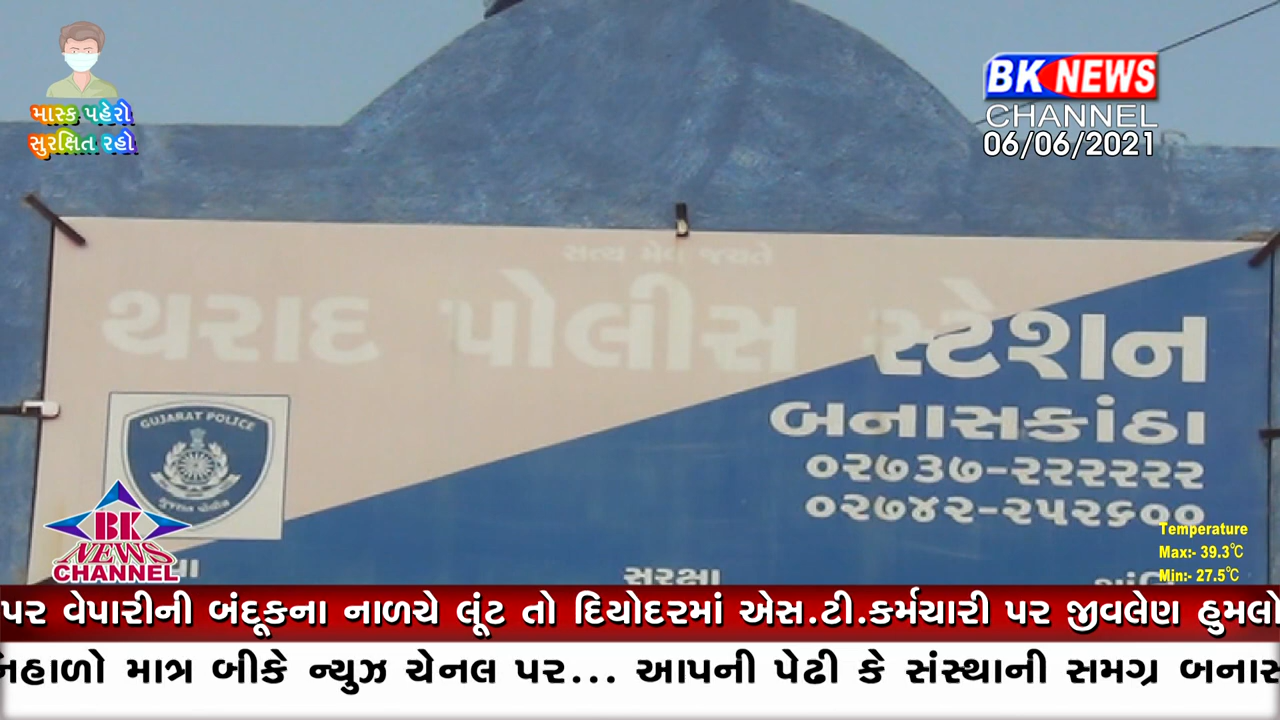 માસ્ક પહેરો
સુરક્ષિત રહો
BK NEWS
CHANNEL
06/06/2021
સત્ય મેવ જયતે
થરાદ પોલીસ સ્ટેશન
બનાસકાંઠા
૦૨૭૩૭-૨૨૨૨૨૨
૦૨૭૪૨-૨૫૨૬૦૦
GUJARAT POLICE
ગુજરાત પોલીસ
BK
NEWS
CHANNEL
સુરક્ષા
Temperature
Max:- 39.3℃
Min:- 27.5℃
પર વેપારીની બંદૂકના નાળચે લૂંટ તો દિયોદરમાં એસ.ટી.કર્મચારી પર જીવલેણ હુમલો
નિહાળો માત્ર બીકે ન્યુઝ ચેનલ પર... આપની પેઢી કે સંસ્થાની સમગ્ર બનાસ